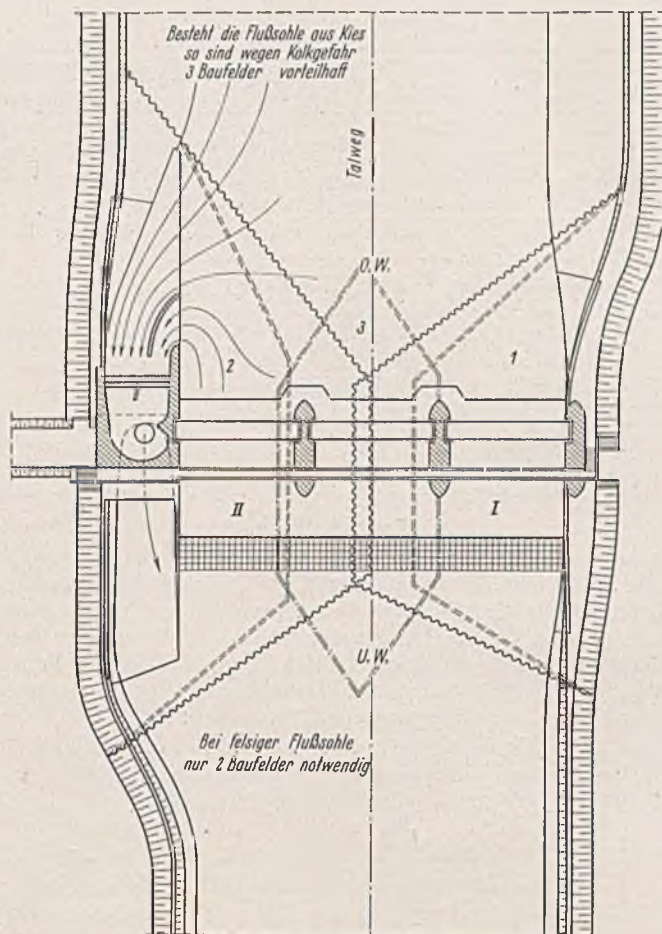 Besteht die Flußsohle aus Kies
so sind wegen Kolkgefahr
3 Baufelder vorteilhaft
Talweg
O.W.
3
2
1
II
I
U.W.
Bei felsiger Flußsohle
nur 2 Baufelder notwendig